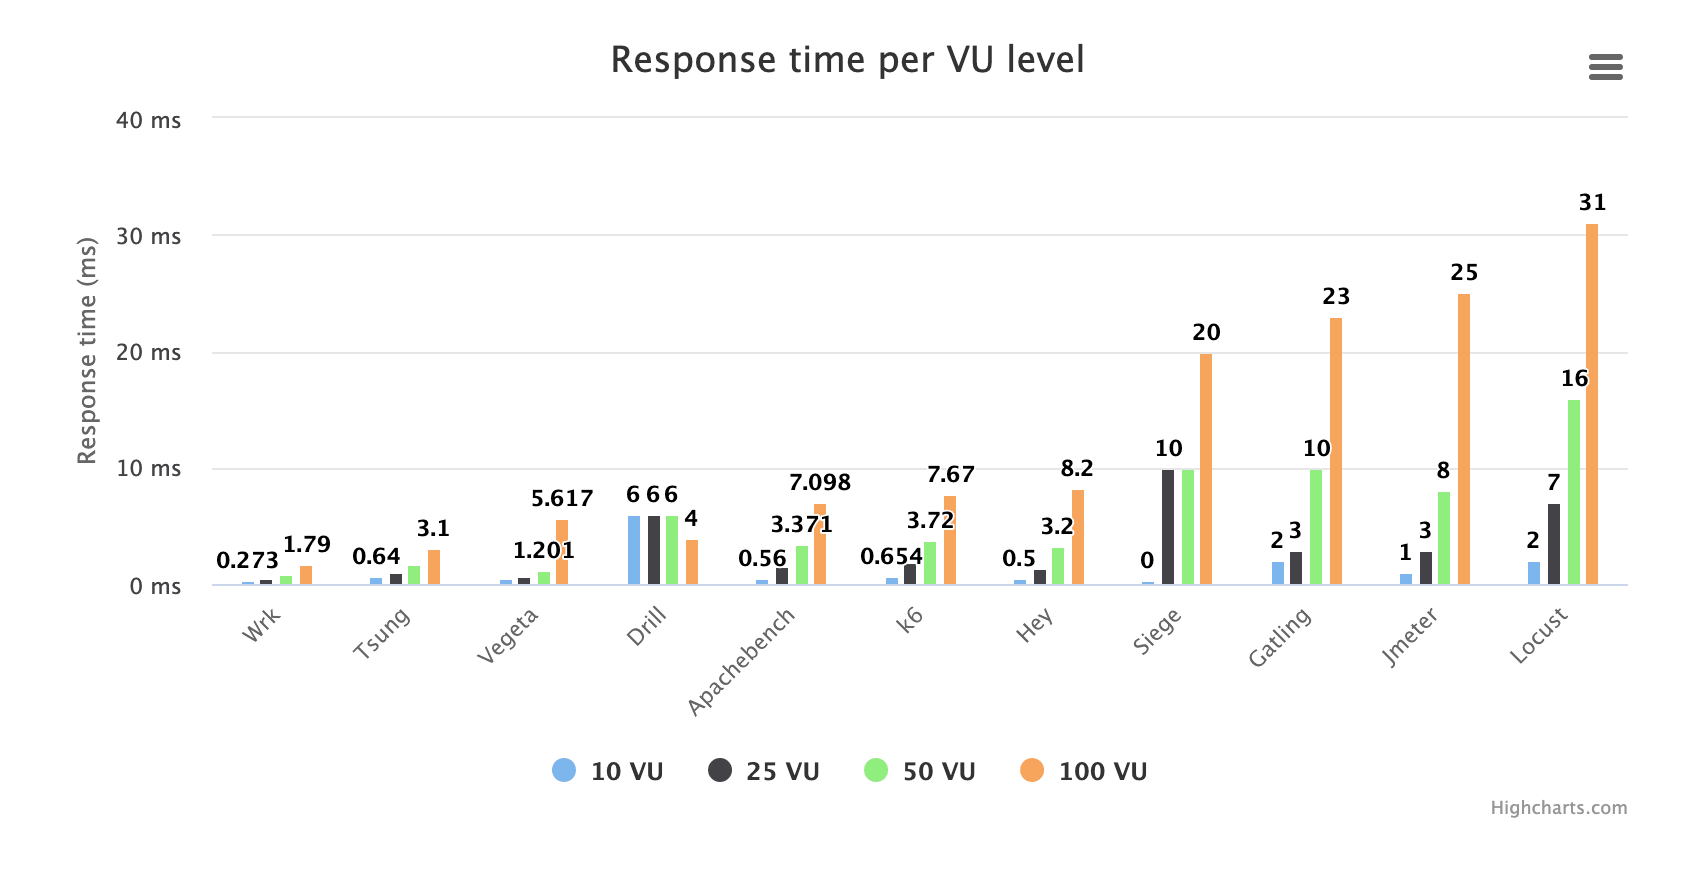 Response time per VU level
Response time (ms)
40 ms
30 ms
20 ms
10 ms
0 ms
0.273
1.79
0.64
3.1
1.201
5.617
6 6 6
4
0.56
3.371
7.098
0.654
3.72
7.67
0.5
3.2
8.2
0
10
20
2
3
10
23
1
3
8
25
2
7
16
31
Wrk
Tsung
Vegeta
Drill
Apachebench
k6
Hey
Siege
Gatling
Jmeter
Locust
10 VU
25 VU
50 VU
100 VU
Highcharts.com